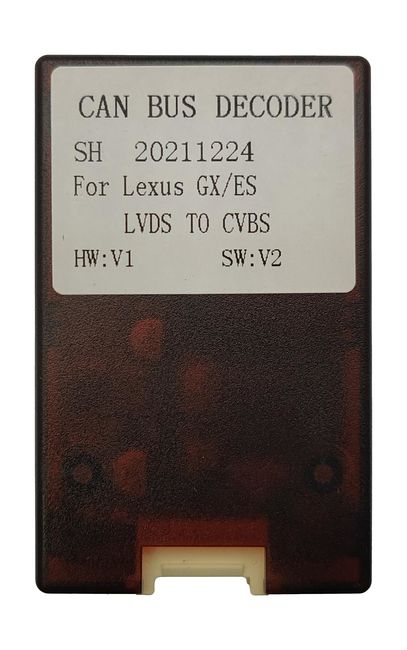 CAN BUS DECODER
SH 20211224
For Lexus GX/ES
LVDS TO CVBS
HW:V1 SW:V2